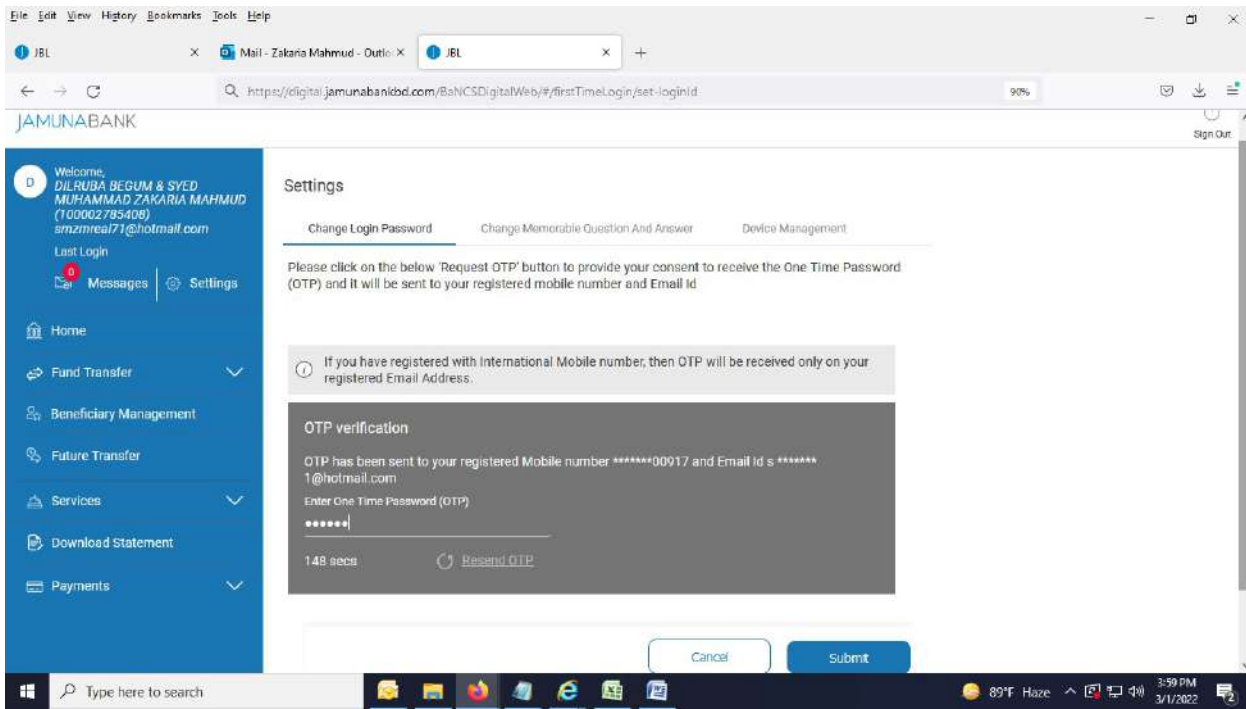 File Edit View History Bookmarks Tools Help
JBL
Mail - Zakaria Mahmud - Outlo
JBL
https://digital.jamunabankbd.com/BaNCSDigitalWeb/#/firstTimeLogin/set-loginId
90%
JAMUNABANK
Sign Out
D
Welcome,
DILRUBA BEGUM & SYED
MUHAMMAD ZAKARIA MAHMUD
(100002785408)
smzmreal71@hotmail.com
Last Login
0
Messages
Settings
Home
Fund Transfer
Beneficiary Management
Future Transfer
Services
Download Statement
Payments
Settings
Change Login Password Change Memorable Question And Answer Device Management
Please click on the below 'Request OTP' button to provide your consent to receive the One Time Password
(OTP) and it will be sent to your registered mobile number and Email Id
If you have registered with International Mobile number, then OTP will be received only on your
registered Email Address.
OTP verification
OTP has been sent to your registered Mobile number *******00917 and Email Id s *******
1@hotmail.com
Enter One Time Password (OTP)
••••••
148 secs Resend OTP
Cancel Submit
Type here to search
89°F Haze
3:59 PM
3/1/2022
2